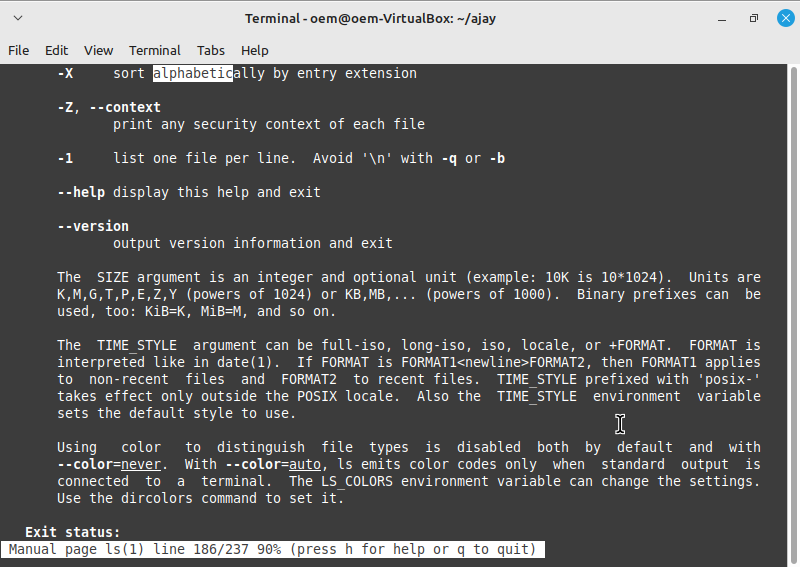 Terminal - oem@oem-VirtualBox: ~/ajay
File Edit View Terminal Tabs Help
-X sort alphabetically by entry extension
-Z, --context
print any security context of each file
-1 list one file per line. Avoid '\n' with -q or -b
--help display this help and exit
--version
output version information and exit
The SIZE argument is an integer and optional unit (example: 10K is 10*1024). Units are
K,M,G,T,P,E,Z,Y (powers of 1024) or KB,MB,... (powers of 1000). Binary prefixes can be
used, too: KiB=K, MiB=M, and so on.
The TIME_STYLE argument can be full-iso, long-iso, iso, locale, or +FORMAT. FORMAT is
interpreted like in date(1). If FORMAT is FORMAT1<newline>FORMAT2, then FORMAT1 applies
to non-recent files and FORMAT2 to recent files. TIME_STYLE prefixed with 'posix-'
takes effect only outside the POSIX locale. Also the TIME_STYLE environment variable
sets the default style to use.
Using color to distinguish file types is disabled both by default and with
--color=never. With --color=auto, ls emits color codes only when standard output is
connected to a terminal. The LS_COLORS environment variable can change the settings.
Use the dircolors command to set it.
Exit status:
Manual page ls(1) line 186/237 90% (press h for help or q to quit)